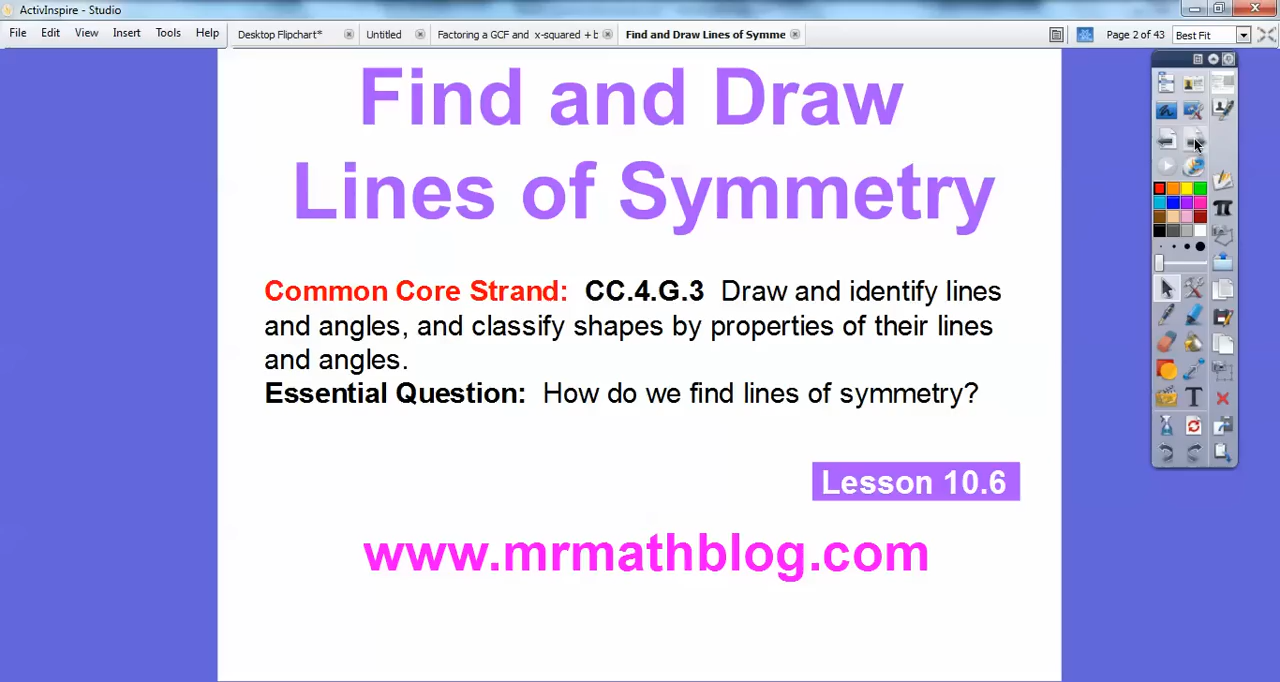 ActivInspire - Studio
File Edit View Insert Tools Help
Desktop Flipchart* Untitled Factoring a GCF and x-squared + b Find and Draw Lines of Symme
Page 2 of 43 Best Fit
Find and Draw
Lines of Symmetry
Common Core Strand: CC.4.G.3 Draw and identify lines
and angles, and classify shapes by properties of their lines
and angles.
Essential Question: How do we find lines of symmetry?
Lesson 10.6
www.mrmathblog.com